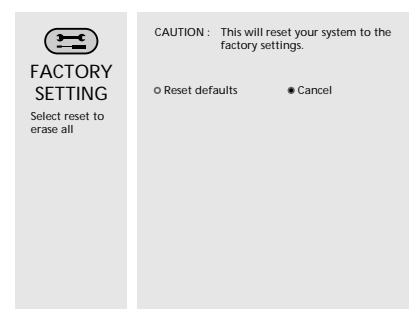 FACTORY
SETTING
Select reset to
erase all
CAUTION : This will reset your system to the
factory settings.
Reset defaults
Cancel